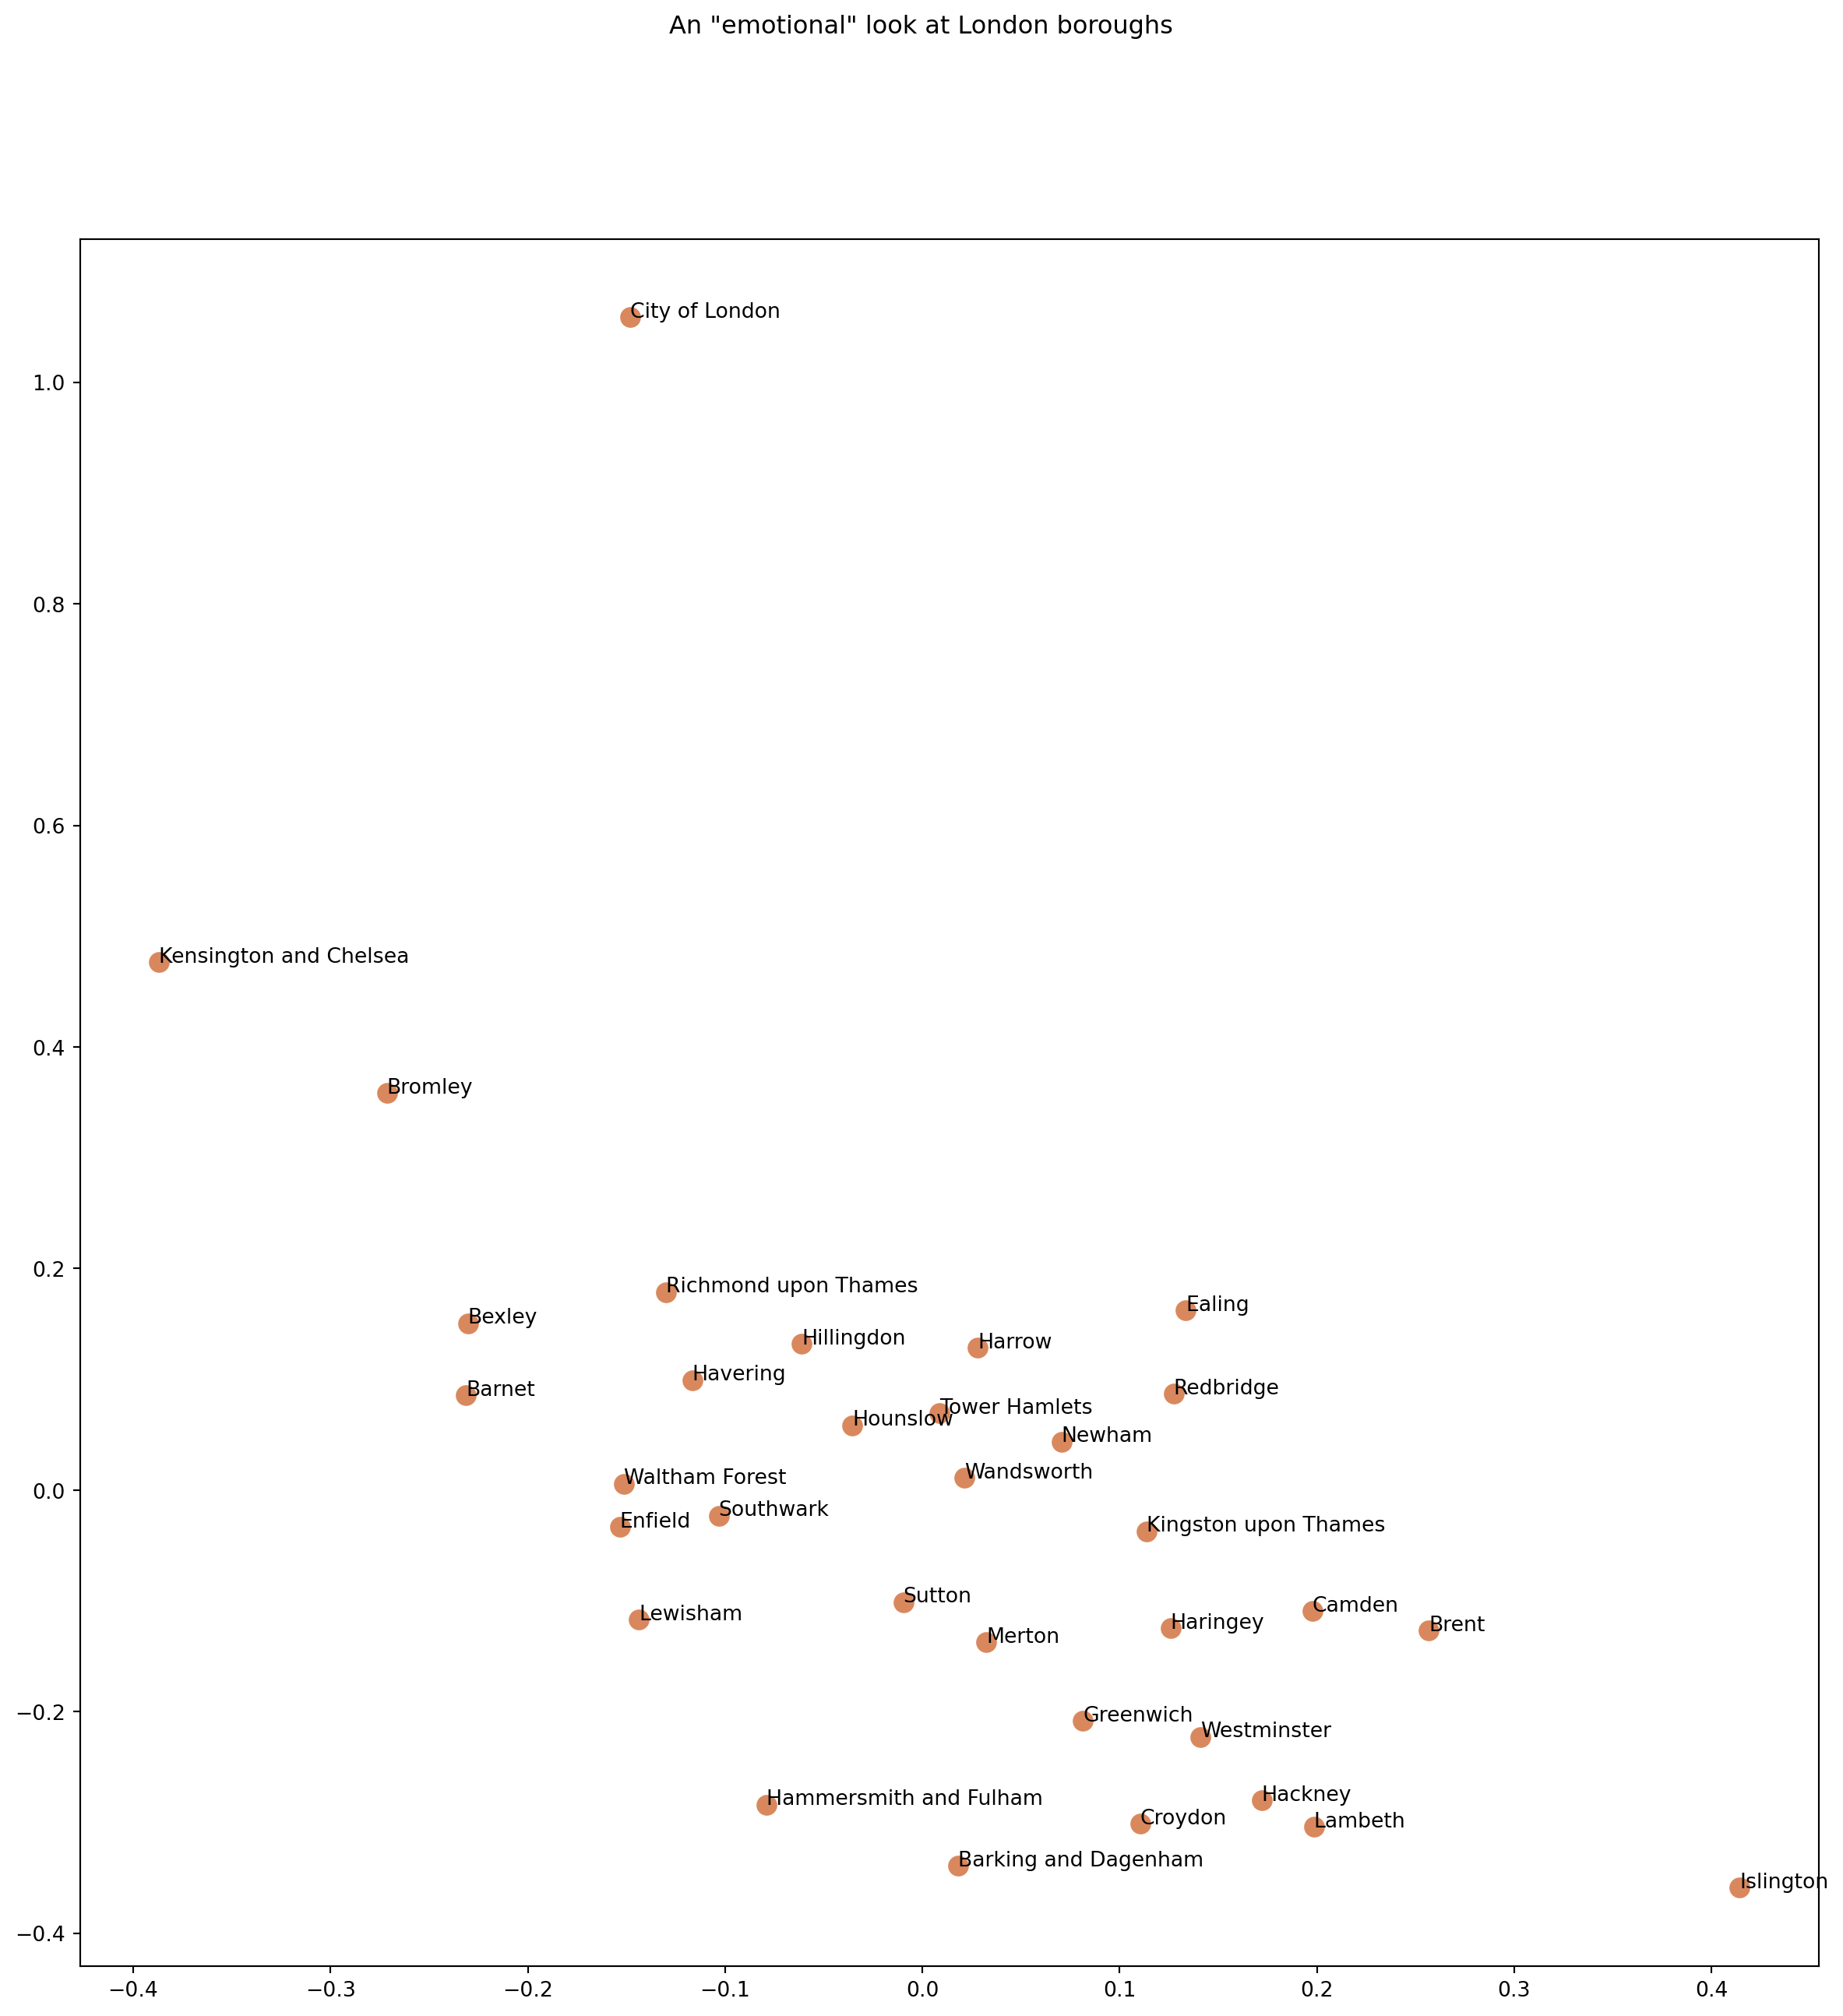 An "emotional" look at London boroughs
City of London
1.0
0.8
0.6
Kensington and Chelsea
0.4
Bromley
0.2
Richmond upon Thames
Ealing
Bexley
Hillingdon
Harrow
Havering
Barnet
Redbridge
Tower Hamlets
Hounslow
Newham
Wandsworth
Waltham Forest
0.0
Southwark
Enfield
Kingston upon Thames
Sutton
Camden
Lewisham
Haringey
Brent
Merton
−0.2
Greenwich
Westminster
Hackney
Hammersmith and Fulham
Croydon
Lambeth
Barking and Dagenham
Islington
−0.4
−0.4 −0.3 −0.2 −0.1 0.0 0.1 0.2 0.3 0.4